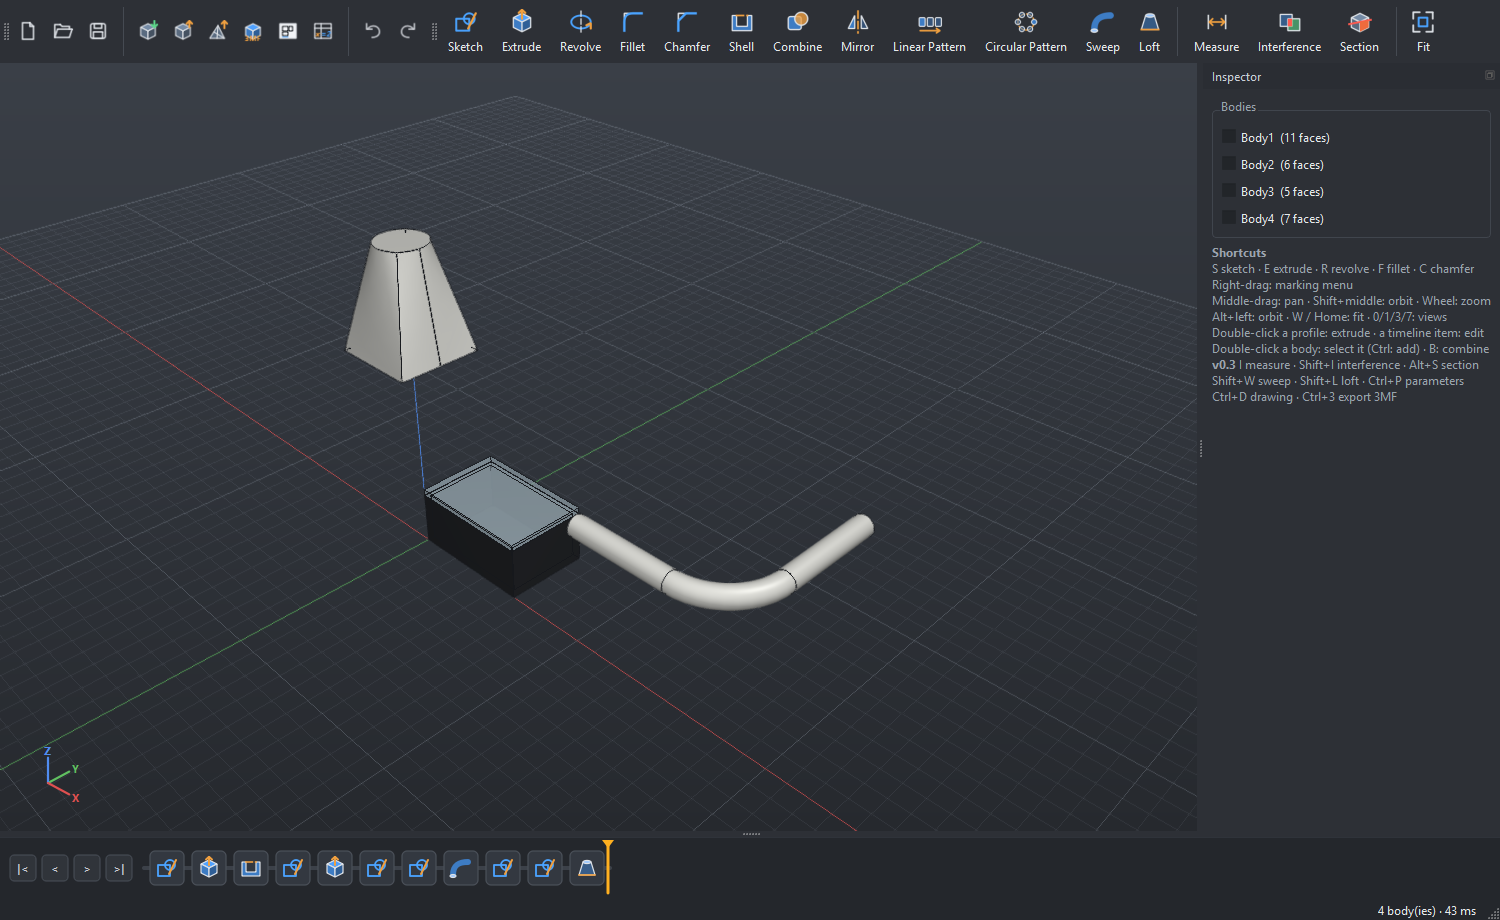 Sketch
Extrude
Revolve
Fillet
Chamfer
Shell
Combine
Mirror
Linear Pattern
Circular Pattern
Sweep
Loft
Measure
Interference
Section
Fit
Inspector
Bodies
Body1 (11 faces)
Body2 (6 faces)
Body3 (5 faces)
Body4 (7 faces)
Shortcuts
S sketch · E extrude · R revolve · F fillet · C chamfer
Right-drag: marking menu
Middle-drag: pan · Shift+middle: orbit · Wheel: zoom
Alt+left: orbit · W / Home: fit · 0/1/3/7: views
Double-click a profile: extrude · a timeline item: edit
Double-click a body: select it (Ctrl: add) · B: combine
v0.3 I measure · Shift+I interference · Alt+S section
Shift+W sweep · Shift+L loft · Ctrl+P parameters
Ctrl+D drawing · Ctrl+3 export 3MF
Z
Y
X
|<
<
>
>|
4 body(ies) · 43 ms